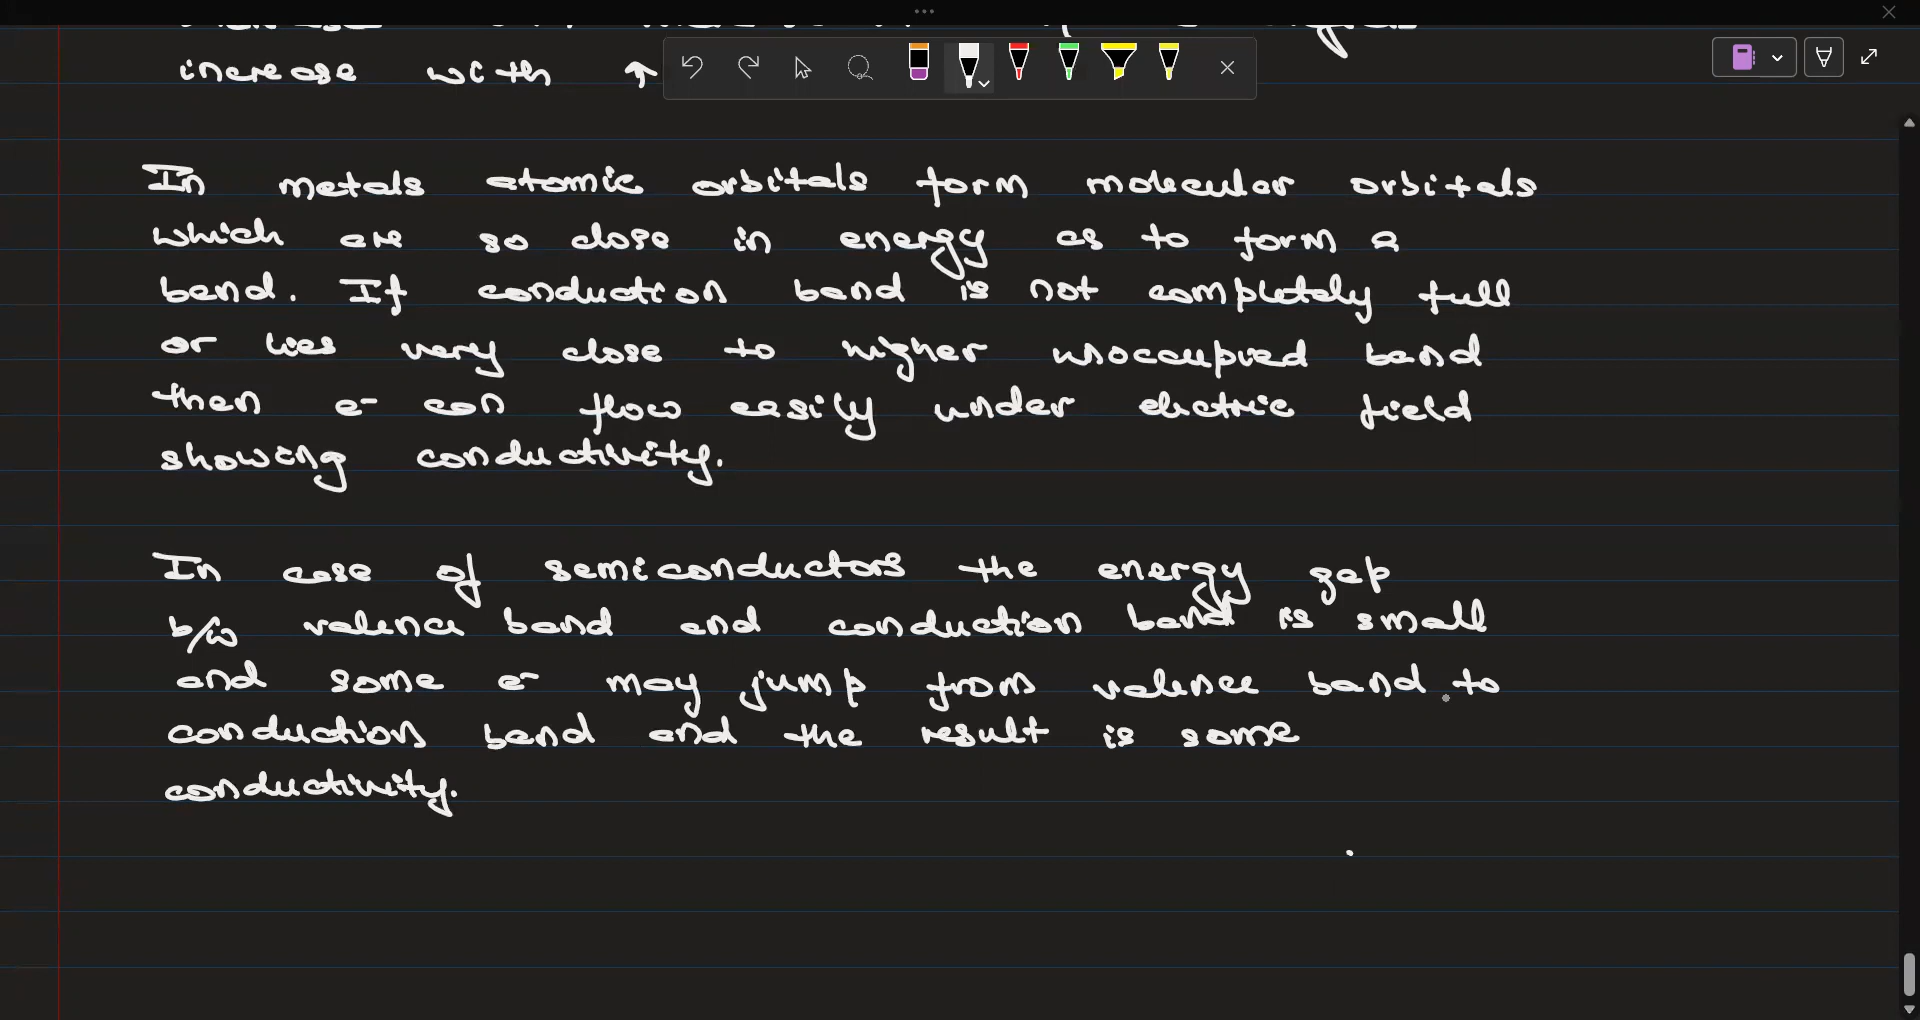 increase with ↑
In metals atomic orbitals form molecular orbitals
which are so close in energy as to form a
band. If conduction band is not completely full
or lies very close to higher unoccupied band
then e- can flow easily under electric field
showing conductivity.
In case of semiconductors the energy gap
b/w valence band and conduction band is small
and some e- may jump from valence band to
conduction band and the result is some
conductivity.